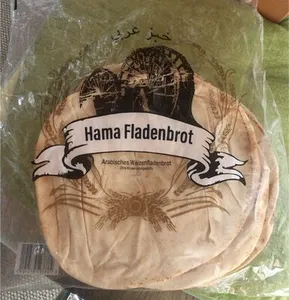 خبز عربي
Hama Fladenbrot
Arabisches Weizenfladenbrot